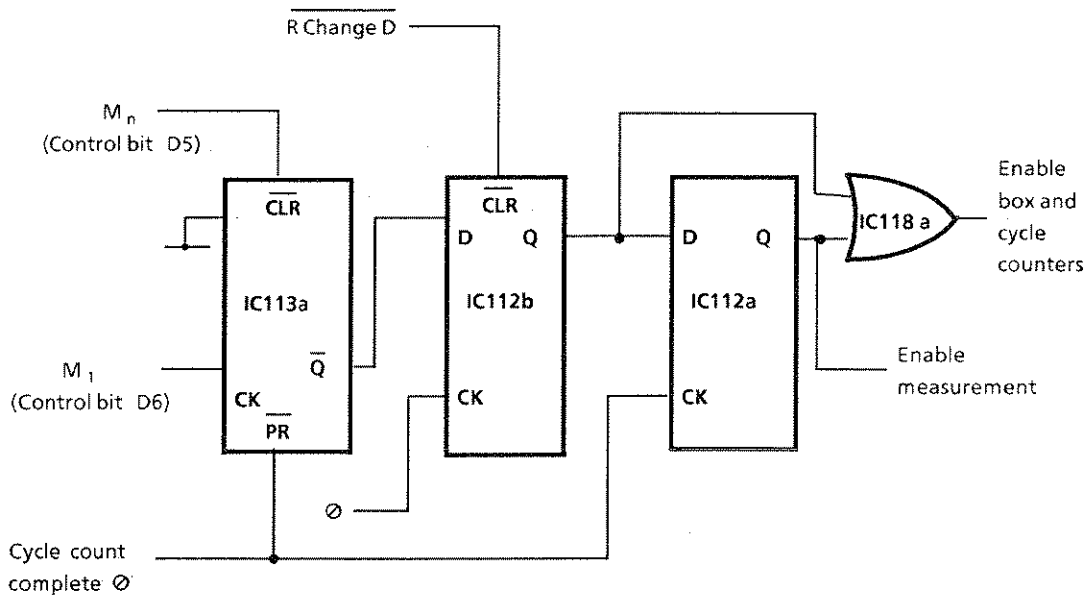 R Change D
M n
(Control bit D5)
CLR
IC113a
M 1
(Control bit D6)
Q
CK
PR
CLR
D Q
IC112b
CK
∅
D Q
IC112a
CK
IC118 a
Enable
box and
cycle
counters
Enable
measurement
Cycle count
complete ∅